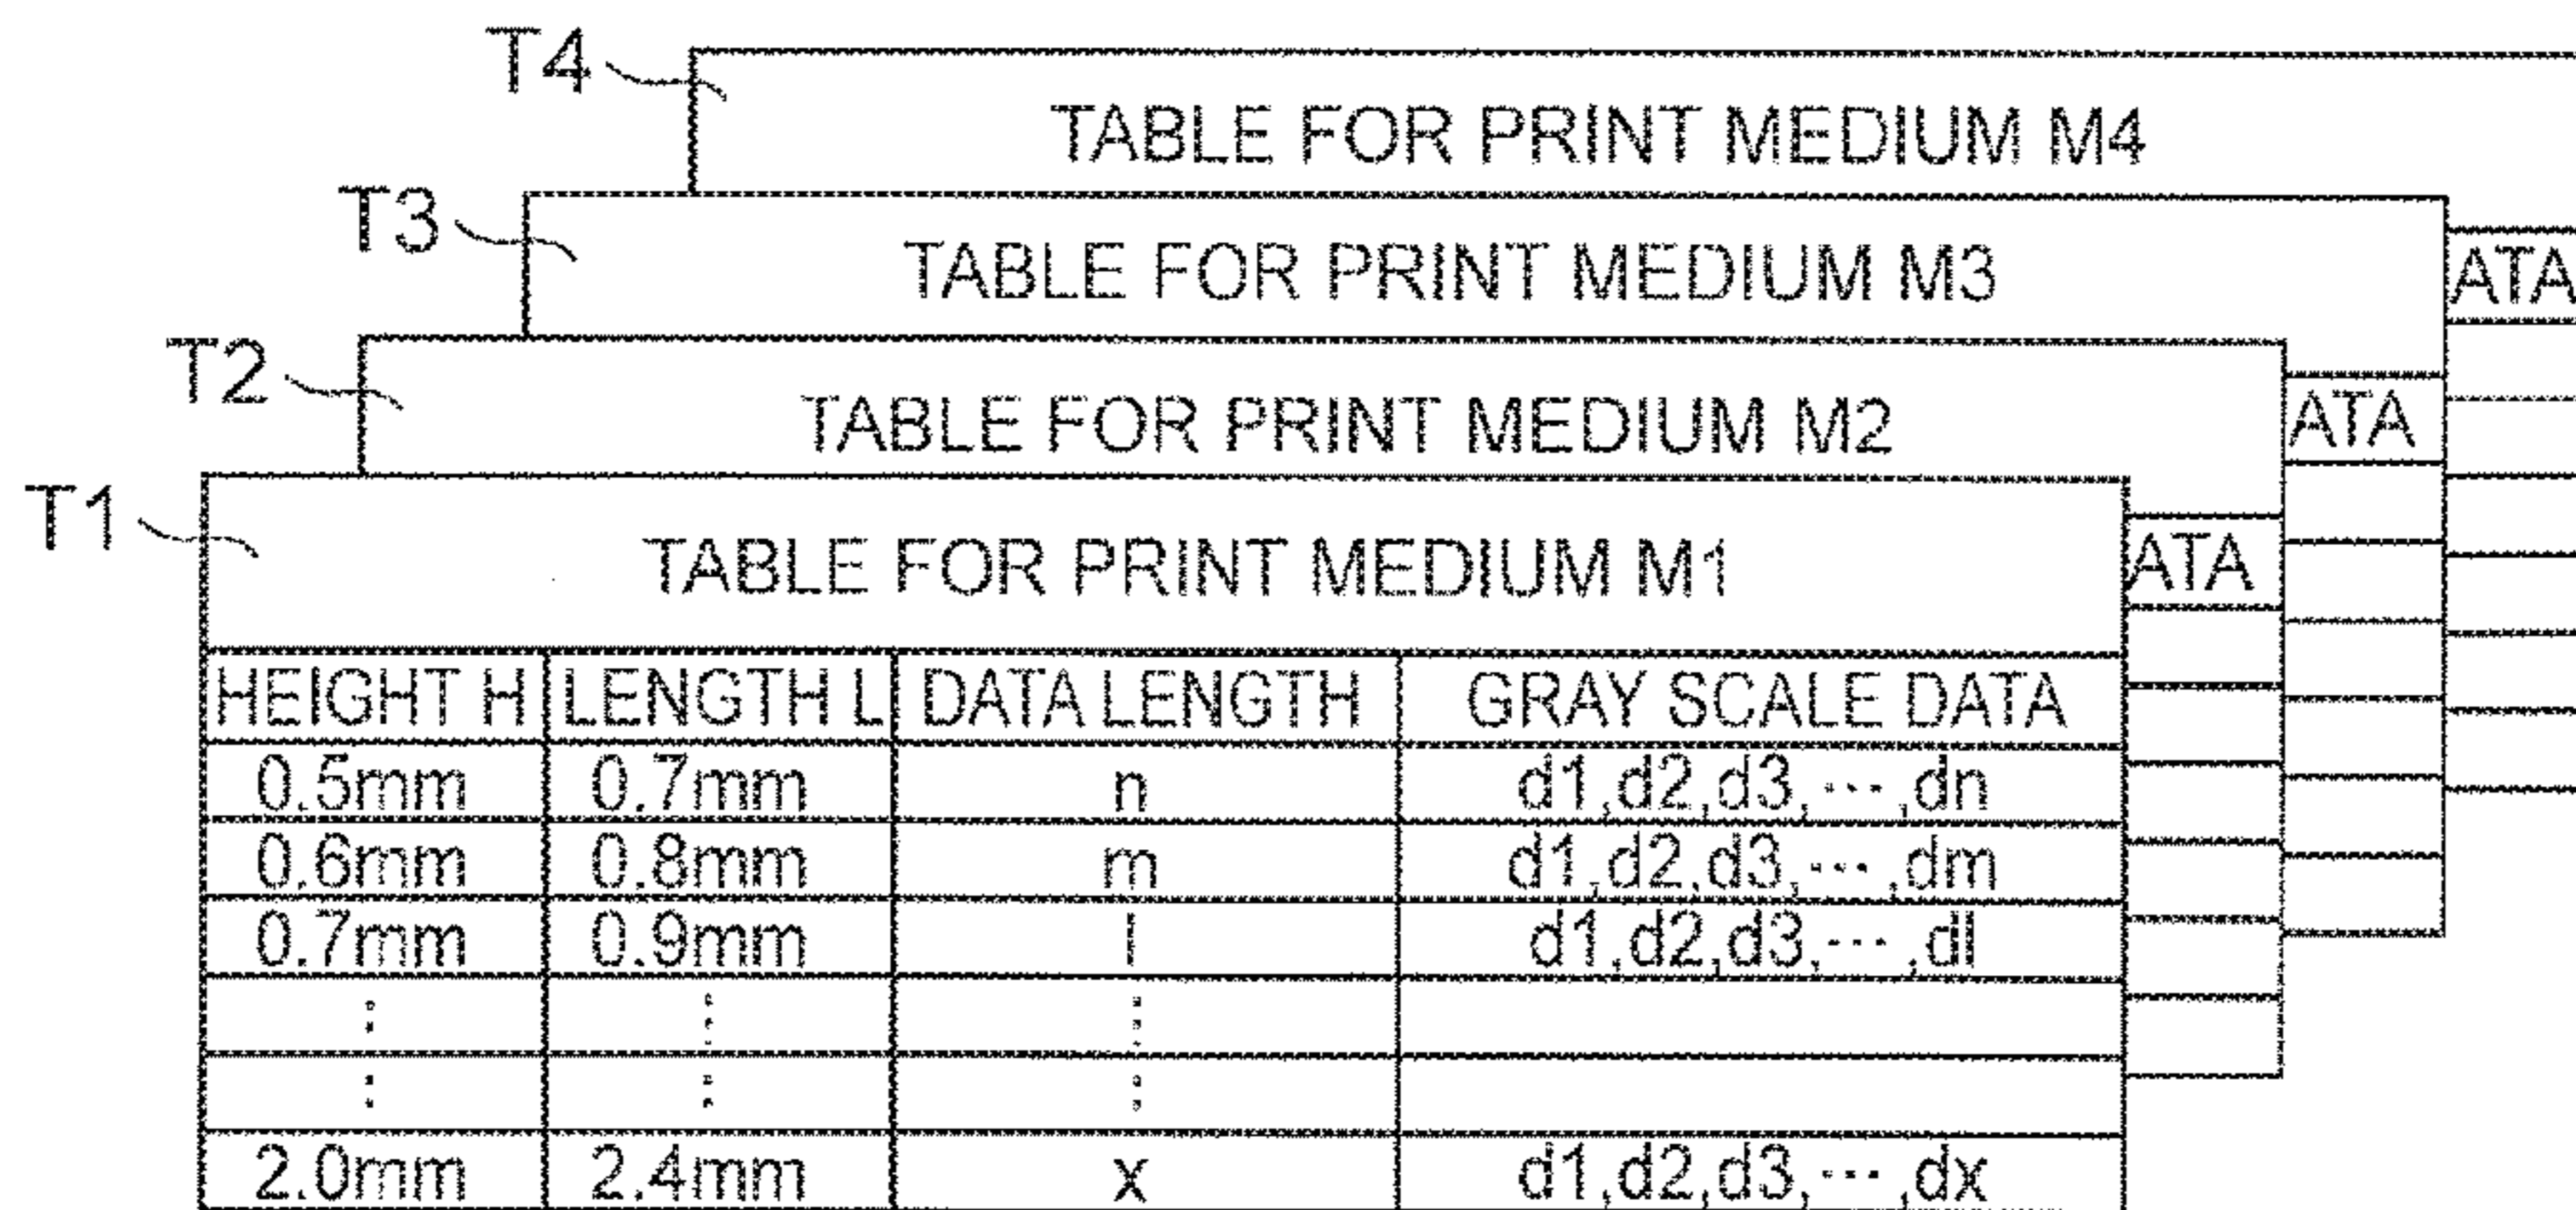 T4
TABLE FOR PRINT MEDIUM M4
T3
TABLE FOR PRINT MEDIUM M3
ATA
T2
TABLE FOR PRINT MEDIUM M2
ATA
T1
TABLE FOR PRINT MEDIUM M1
ATA
HEIGHT H LENGTH L DATA LENGTH GRAY SCALE DATA
0.5mm 0.7mm n d1,d2,d3,···,dn
0.6mm 0.8mm m d1,d2,d3,···,dm
0.7mm 0.9mm l d1,d2,d3,···,dl
⋮ ⋮ ⋮
⋮ ⋮ ⋮
2.0mm 2.4mm x d1,d2,d3,···,dx